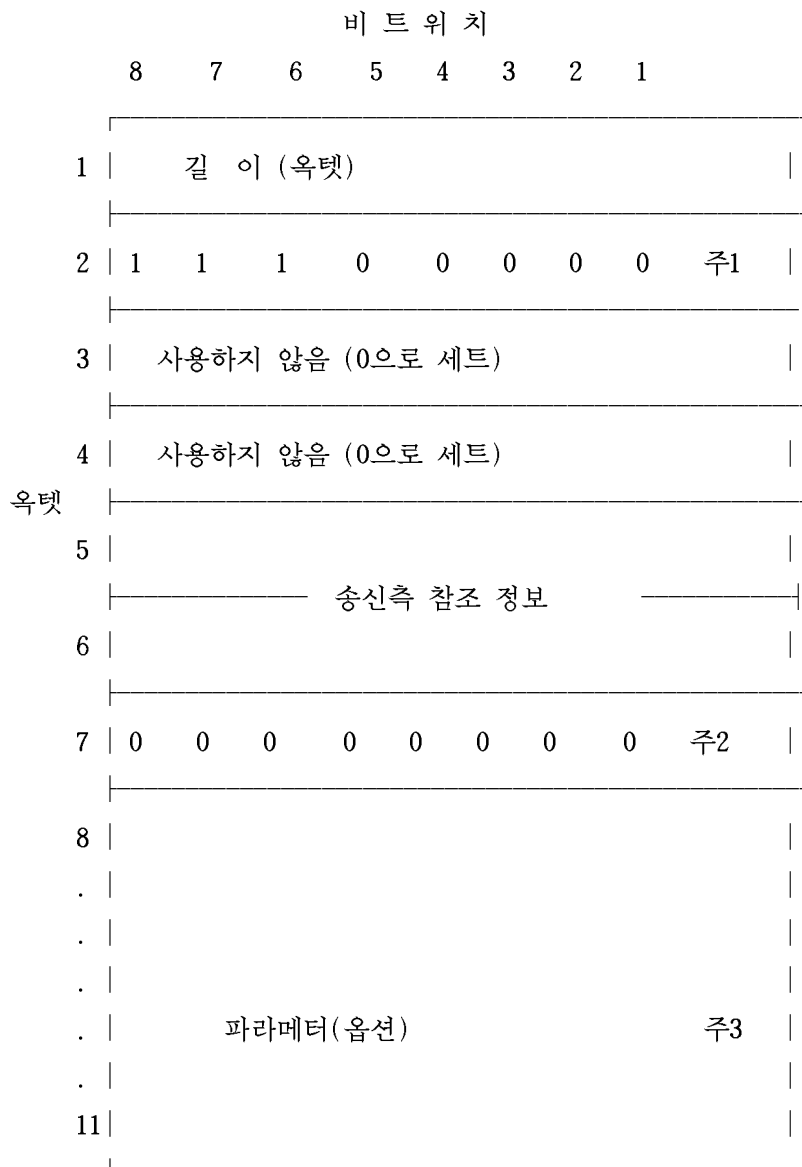 비 트 위 치
8 7 6 5 4 3 2 1
1 길 이 (옥텟)
2 1 1 1 0 0 0 0 0 주1
3 사용하지 않음 (0으로 세트)
4 사용하지 않음 (0으로 세트)
옥텟
5
송신측 참조 정보
6
7 0 0 0 0 0 0 0 0 주2
8
.
.
.
. 파라메터(옵션) 주3
.
11